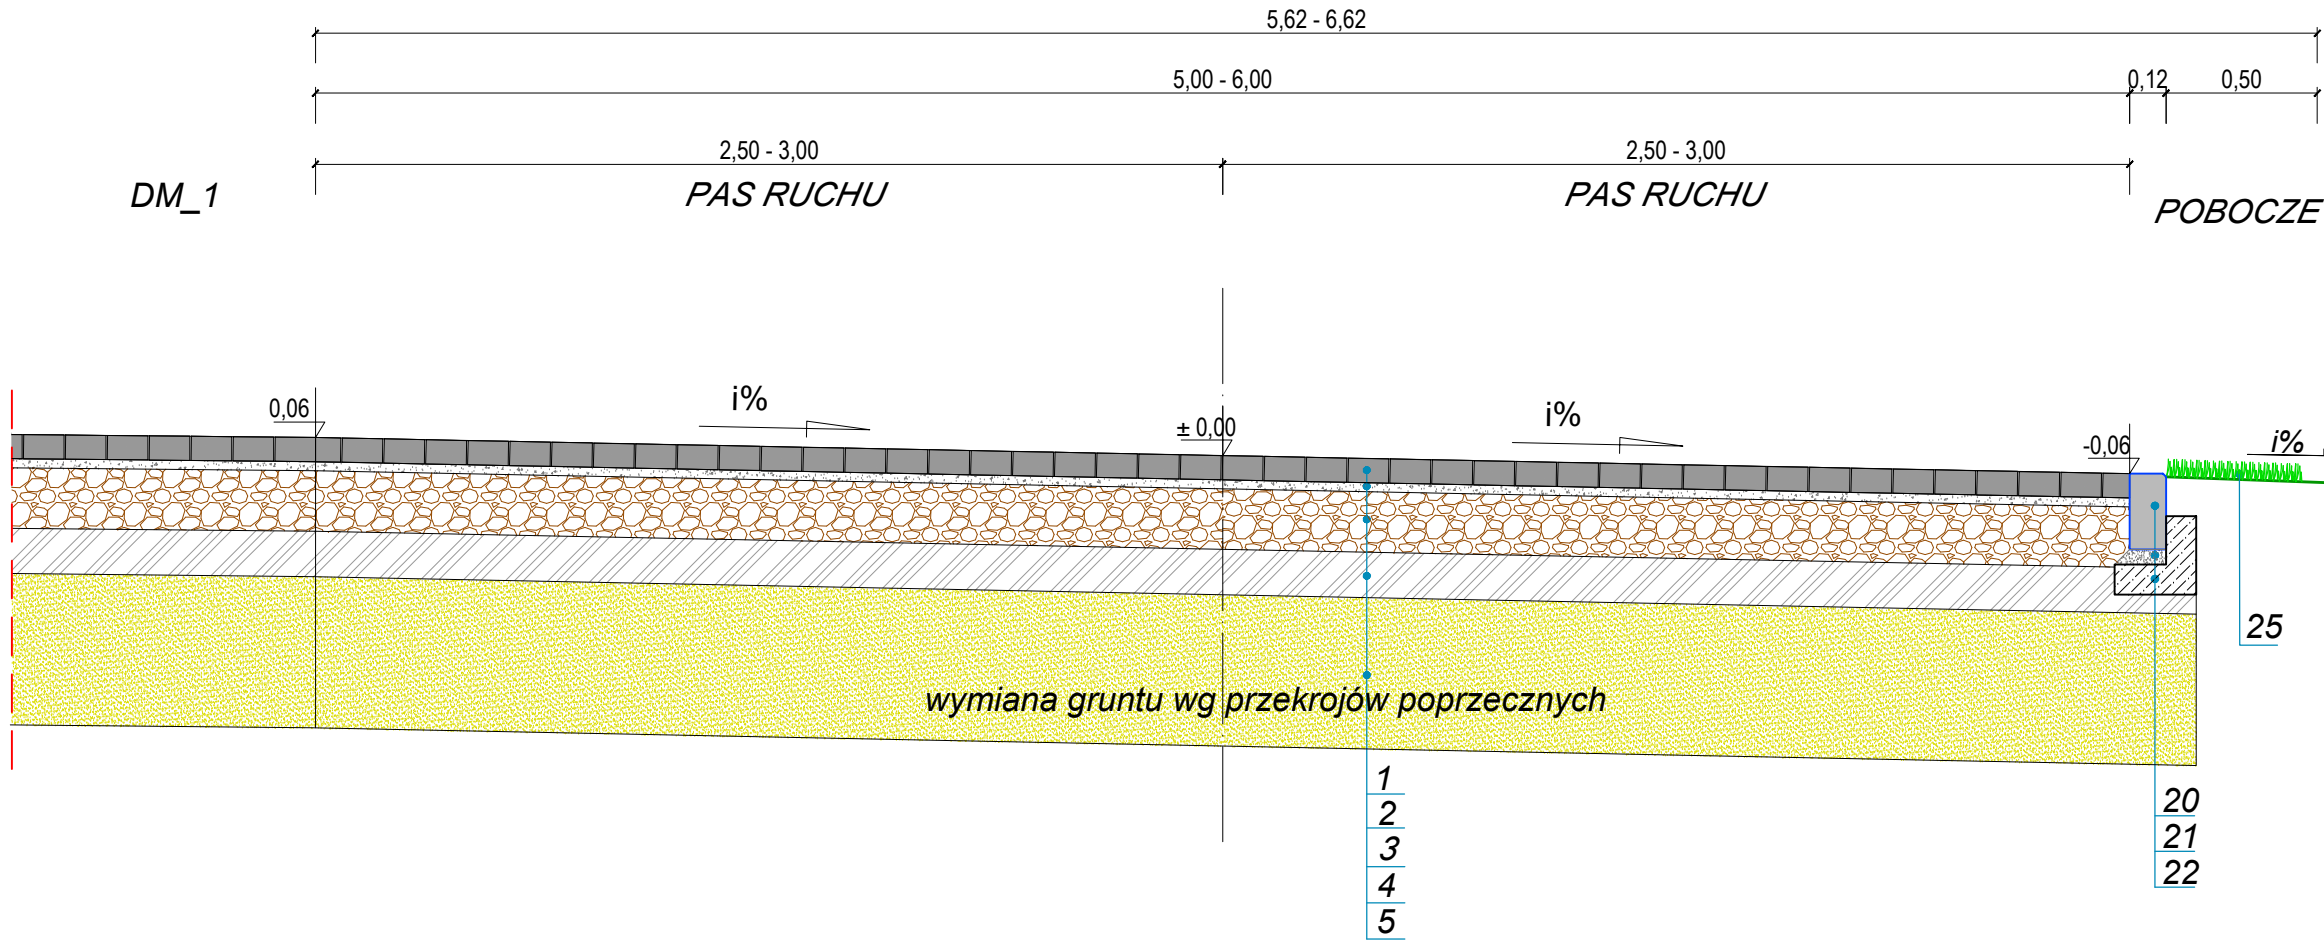 5,62 - 6,62
5,00 - 6,00
0,12
0,50
2,50 - 3,00
2,50 - 3,00
DM_1
PAS RUCHU
PAS RUCHU
POBOCZE
0,06
i%
± 0,00
i%
-0,06
i%
25
wymiana gruntu wg przekrojów poprzecznych
1
2
3
4
5
20
21
22